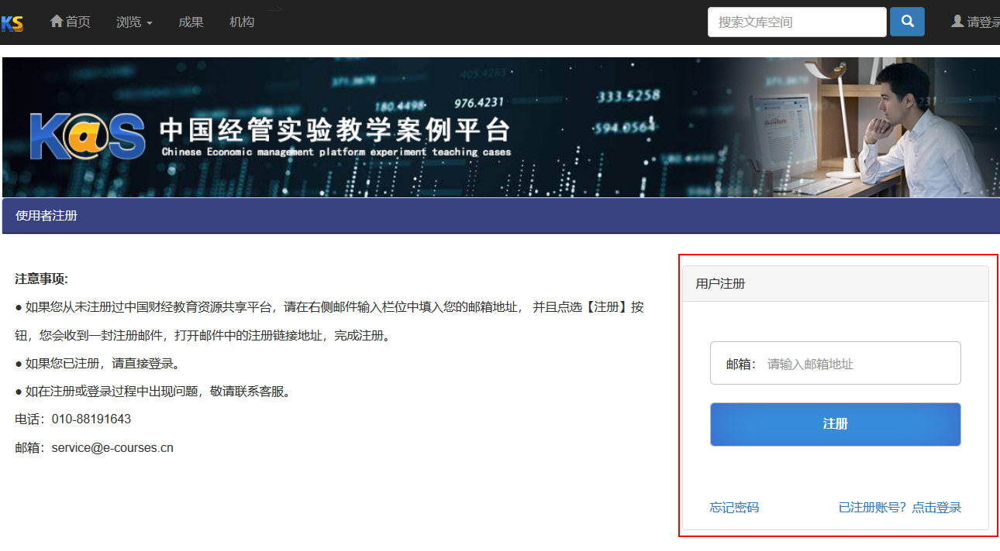 KS 首页 浏览 成果 机构 --> 搜索文库空间 请登录
371.3678 405.4283
180.4498 976.4231 333.5258
594.0564
K@S 中国经管实验教学案例平台
Chinese Economic management platform experiment teaching cases
使用者注册
注意事项:
● 如果您从未注册过中国财经教育资源共享平台，请在右侧邮件输入栏位中填入您的邮箱地址， 并且点选【注册】按
钮，您会收到一封注册邮件，打开邮件中的注册链接地址，完成注册。
● 如果您已注册，请直接登录。
● 如在注册或登录过程中出现问题，敬请联系客服。
电话：010-88191643
邮箱：service@e-courses.cn
用户注册
邮箱： 请输入邮箱地址
注册
忘记密码 已注册账号？点击登录